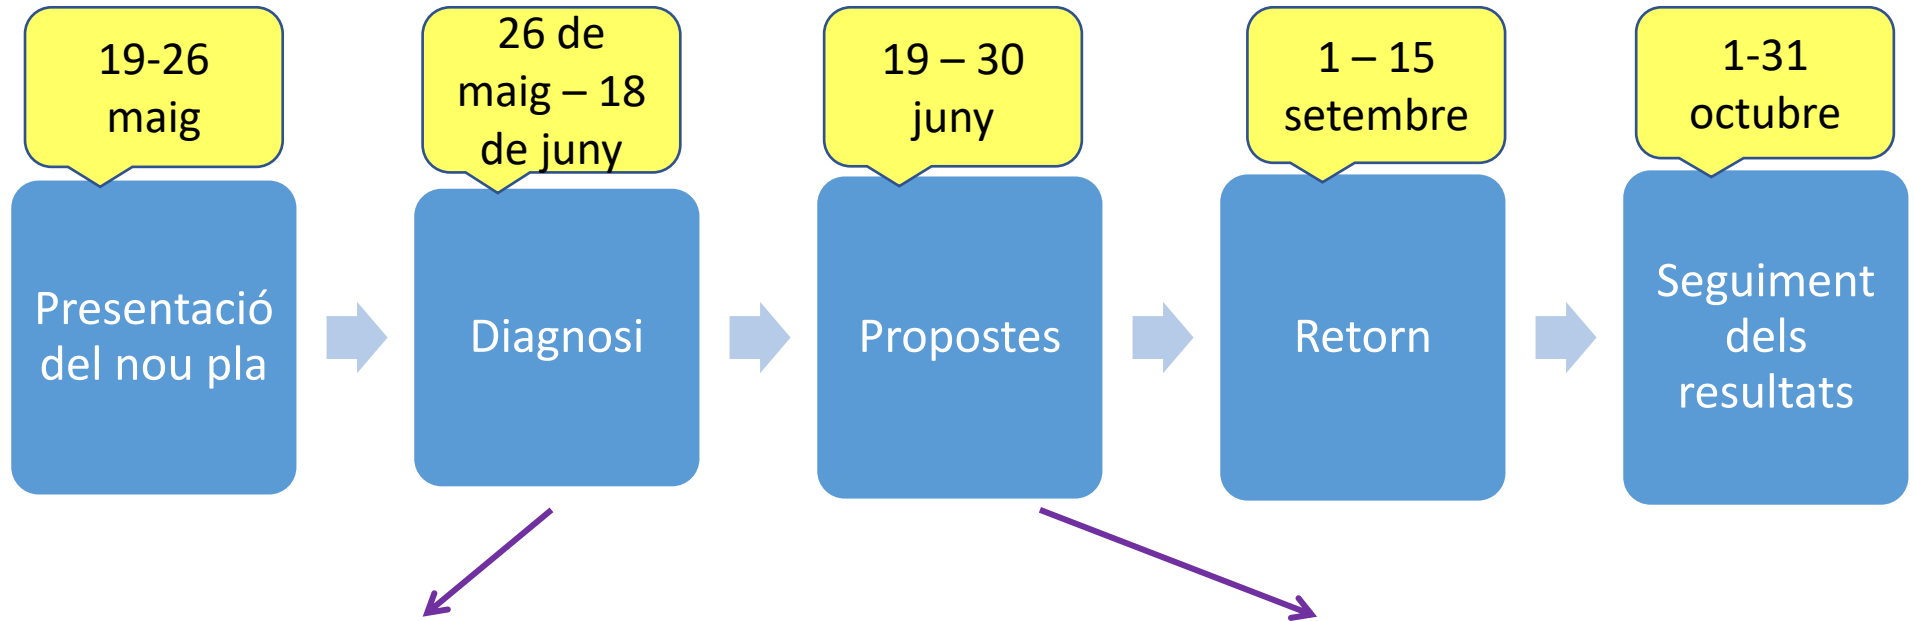 19-26
maig
26 de
maig – 18
de juny
19 – 30
juny
1 – 15
setembre
1-31
octubre
Presentació
del nou pla
Diagnosi
Propostes
Retorn
Seguiment
dels
resultats